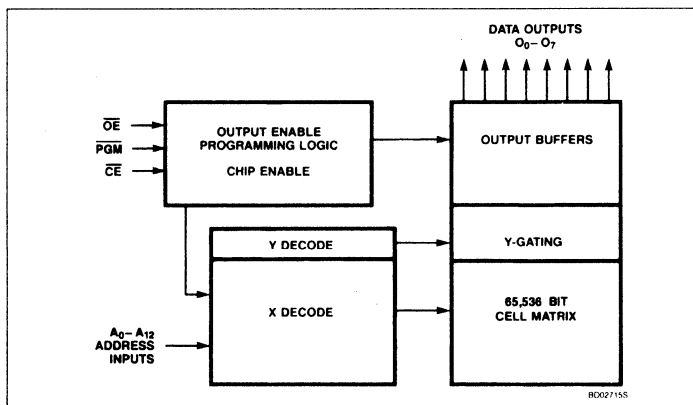 DATA OUTPUTS
O0– O7
OE
PGM
CE
OUTPUT ENABLE
PROGRAMMING LOGIC
CHIP ENABLE
OUTPUT BUFFERS
Y DECODE
Y-GATING
X DECODE
65,536 BIT
CELL MATRIX
A0– A12
ADDRESS
INPUTS
BD02715S